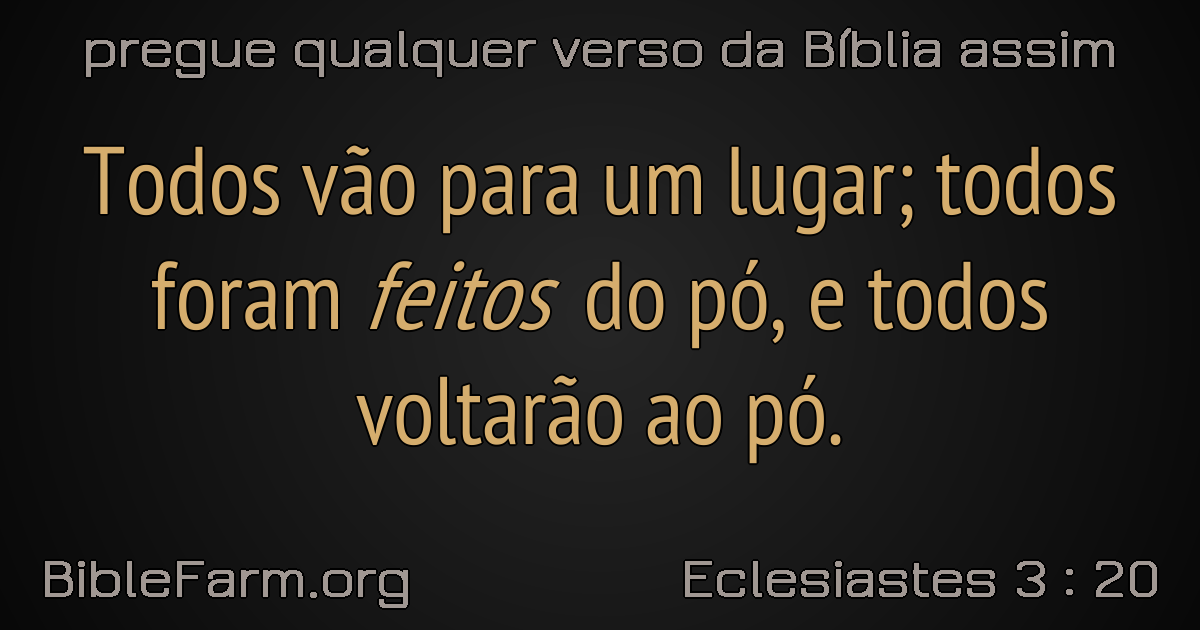 pregue qualquer verso da Bíblia assim
Todos vão para um lugar; todos
foram feitos do pó, e todos
voltarão ao pó.
BibleFarm.org
Eclesiastes 3 : 20